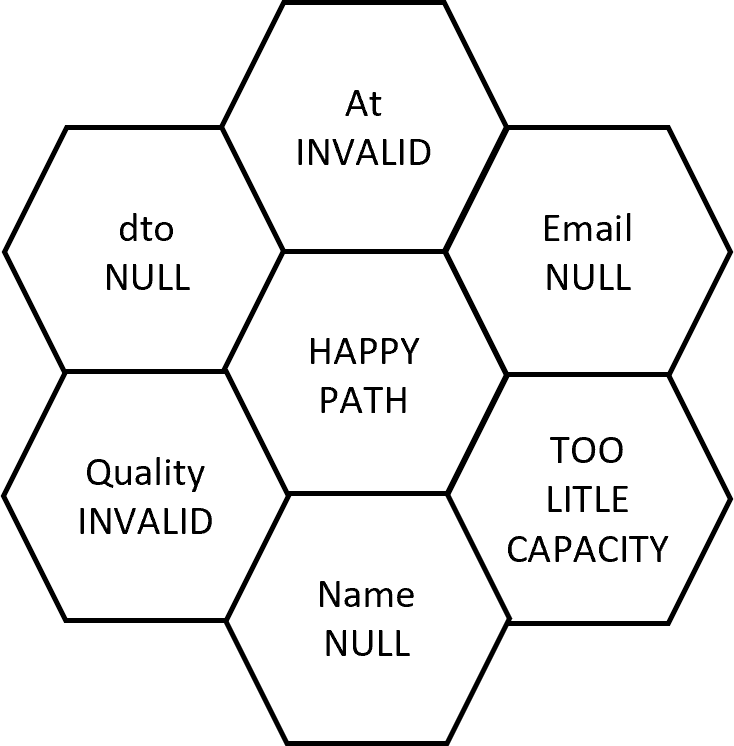 At
INVALID
dto
NULL
Email
NULL
HAPPY
PATH
Quality
INVALID
TOO
LITLE
CAPACITY
Name
NULL